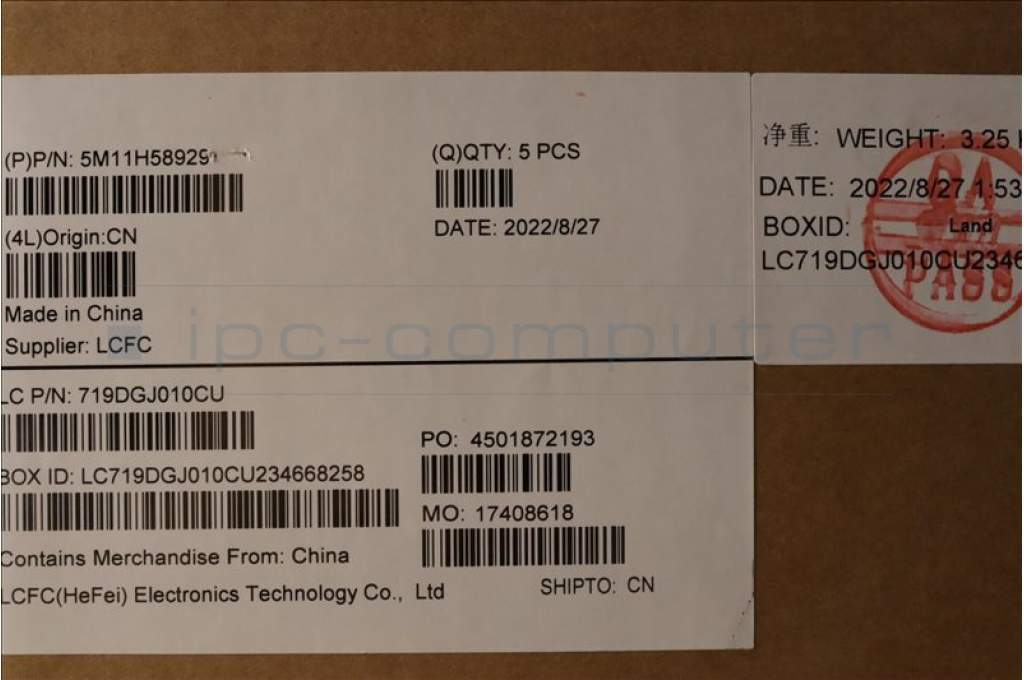 (P)P/N: 5M11H58929
(Q)QTY: 5 PCS
(4L)Origin:CN
DATE: 2022/8/27
Made in China
Supplier: LCFC
LC P/N: 719DGJ010CU
PO: 4501872193
BOX ID: LC719DGJ010CU234668258
MO: 17408618
Contains Merchandise From: China
LCFC(HeFei) Electronics Technology Co., Ltd
SHIPTO: CN
净重: WEIGHT: 3.25
DATE: 2022/8/27 1:53
BOXID: Land
LC719DGJ010CU2346
QA
PASS
ipc-computer